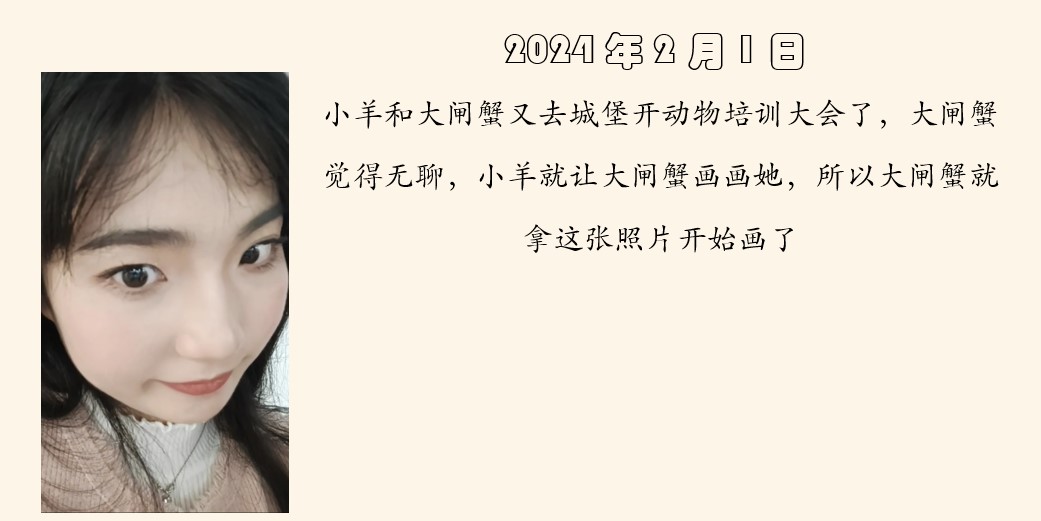 2024年2月1日
小羊和大闸蟹又去城堡开动物培训大会了，大闸蟹
觉得无聊，小羊就让大闸蟹画画她，所以大闸蟹就
拿这张照片开始画了